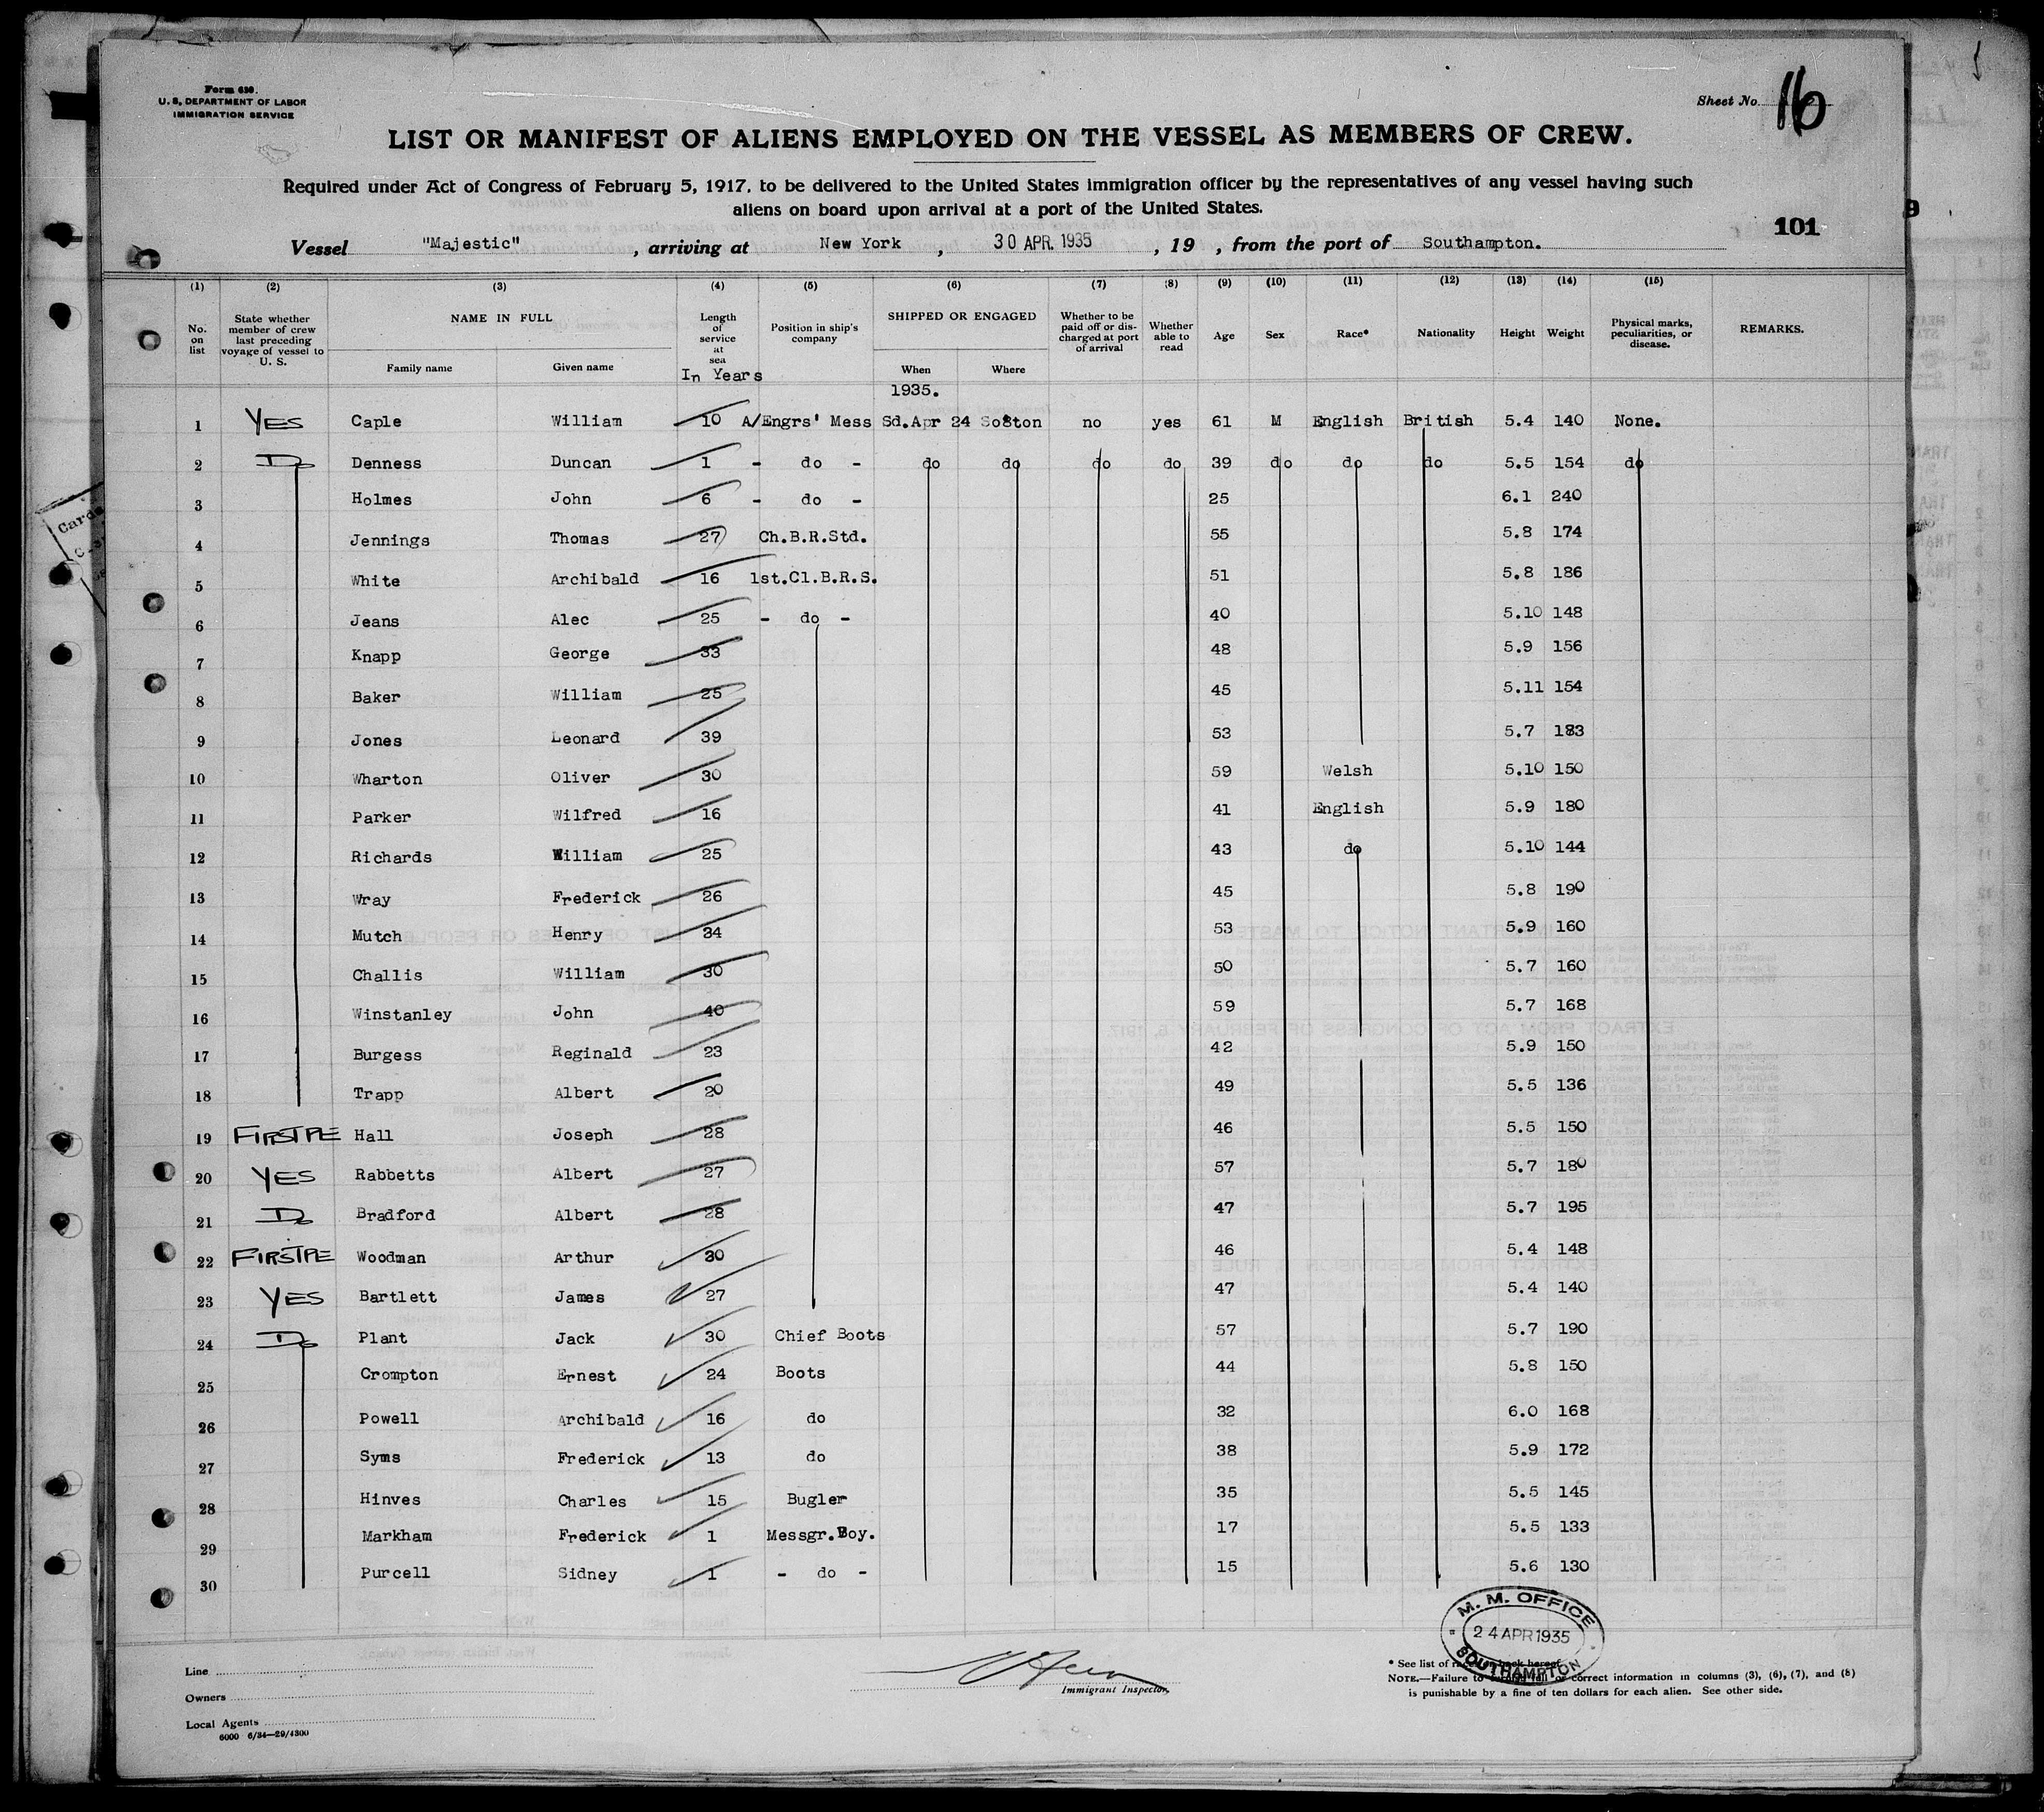 Form 630.
U. S. DEPARTMENT OF LABOR
IMMIGRATION SERVICE
Sheet No. 16
LIST OR MANIFEST OF ALIENS EMPLOYED ON THE VESSEL AS MEMBERS OF CREW.
Required under Act of Congress of February 5, 1917, to be delivered to the United States immigration officer by the representatives of any vessel having such
aliens on board upon arrival at a port of the United States.
101
Vessel "Majestic", arriving at New York, 30 APR. 1935, 19 , from the port of Southampton.
(1) (2) (3) (4) (5) (6) (7) (8) (9) (10) (11) (12) (13) (14) (15)
No. on list State whether member of crew last preceding voyage of vessel to U. S. NAME IN FULL Family name Given name Length of service at sea In Years Position in ship's company SHIPPED OR ENGAGED When Where Whether to be paid off or discharged at port of arrival Whether able to read Age Sex Race* Nationality Height Weight Physical marks, peculiarities, or disease. REMARKS.
1935.
1 YES Caple William 10 A/Engrs' Mess Sd.Apr 24 So8ton no yes 61 M English British 5.4 140 None.
2 Do Denness Duncan 1 - do - do do do do 39 do do do 5.5 154 do
3 Holmes John 6 - do - 25 6.1 240
4 Jennings Thomas 27 Ch.B.R.Std. 55 5.8 174
5 White Archibald 16 1st.Cl.B.R.S. 51 5.8 186
6 Jeans Alec 25 - do - 40 5.10 148
7 Knapp George 33 48 5.9 156
8 Baker William 25 45 5.11 154
9 Jones Leonard 39 53 5.7 183
10 Wharton Oliver 30 59 Welsh 5.10 150
11 Parker Wilfred 16 41 English 5.9 180
12 Richards William 25 43 do 5.10 144
13 Wray Frederick 26 45 5.8 190
14 Mutch Henry 34 53 5.9 160
15 Challis William 30 50 5.7 160
16 Winstanley John 40 59 5.7 168
17 Burgess Reginald 23 42 5.9 150
18 Trapp Albert 20 49 5.5 136
19 FIRSTPE Hall Joseph 28 46 5.5 150
20 YES Rabbetts Albert 27 57 5.7 180
21 Do Bradford Albert 28 47 5.7 195
22 FIRSTPE Woodman Arthur 30 46 5.4 148
23 YES Bartlett James 27 47 5.4 140
24 Do Plant Jack 30 Chief Boots 57 5.7 190
25 Crompton Ernest 24 Boots 44 5.8 150
26 Powell Archibald 16 do 32 6.0 168
27 Syms Frederick 13 do 38 5.9 172
28 Hinves Charles 15 Bugler 35 5.5 145
29 Markham Frederick 1 Messgr.Boy. 17 5.5 133
30 Purcell Sidney 1 - do - 15 5.6 130
M. M. OFFICE
24 APR 1935
SOUTHAMPTON
Line
Owners
Local Agents
6000 6/34—29/4300
Immigrant Inspector.
* See list of races on back hereof
NOTE.—Failure to furnish full or correct information in columns (3), (6), (7), and (8)
is punishable by a fine of ten dollars for each alien. See other side.